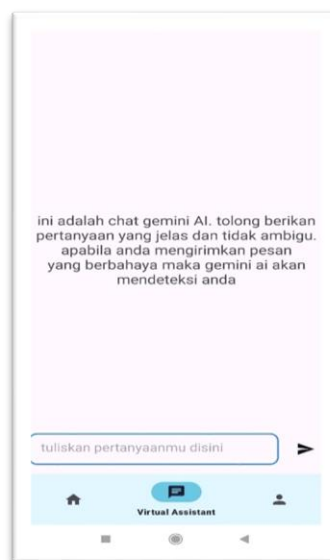 ini adalah chat gemini AI. tolong berikan
pertanyaan yang jelas dan tidak ambigu.
apabila anda mengirimkan pesan
yang berbahaya maka gemini ai akan
mendeteksi anda
tuliskan pertanyaanmu disini
Virtual Assistant